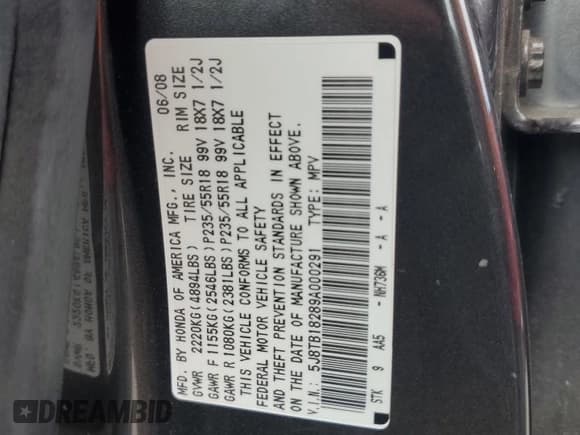 MFD. BY HONDA OF AMERICA MFG., INC. 06/08
GVWR 2220KG(4894LBS) TIRE SIZE RIM SIZE
GAWR F 1155KG(2546LBS)P235/55R18 99V 18X7 1/2J
GAWR R 1080KG(2381LBS)P235/55R18 99V 18X7 1/2J
THIS VEHICLE CONFORMS TO ALL APPLICABLE
FEDERAL MOTOR VEHICLE SAFETY
AND THEFT PREVENTION STANDARDS IN EFFECT
ON THE DATE OF MANUFACTURE SHOWN ABOVE.
V.I.N.: 5J8TB18289A000291 TYPE: MPV
STK 9 AA5 - NH736M - A - A
DREAMBID